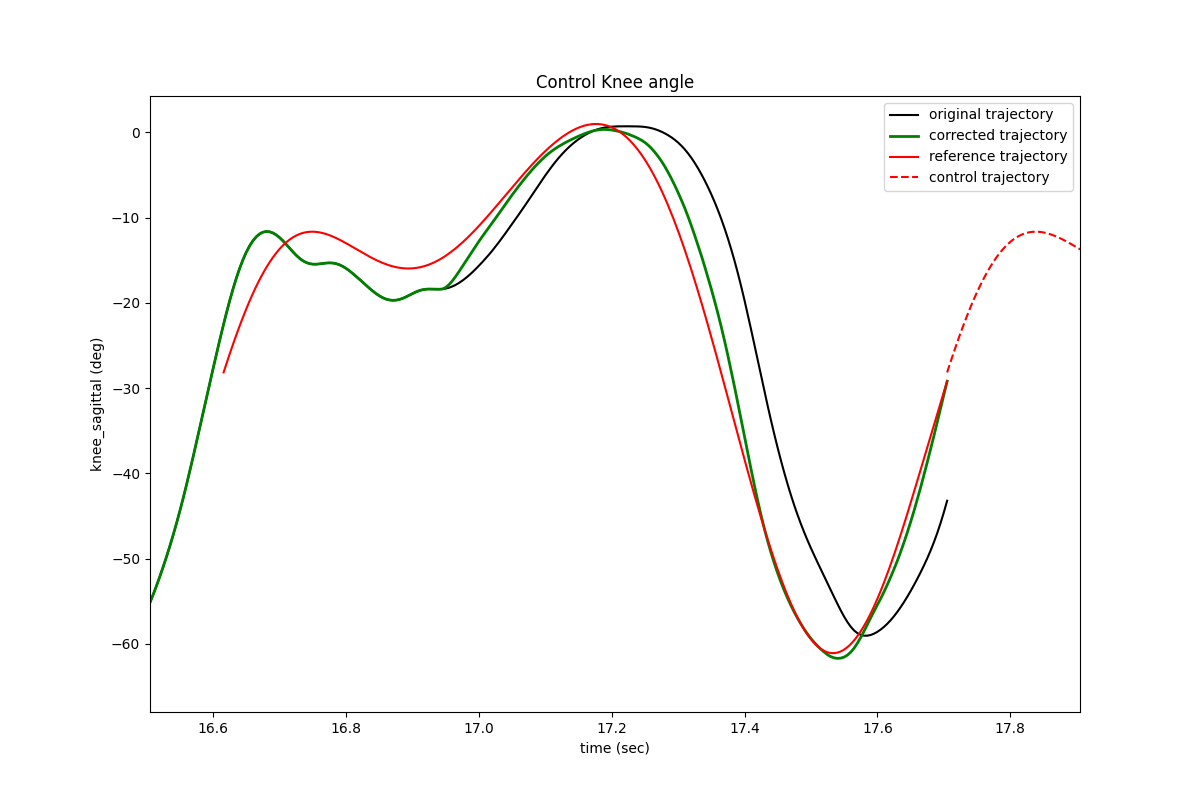 Control Knee angle
original trajectory
corrected trajectory
reference trajectory
control trajectory
knee_sagittal (deg)
0
−10
−20
−30
−40
−50
−60
16.6 16.8 17.0 17.2 17.4 17.6 17.8
time (sec)